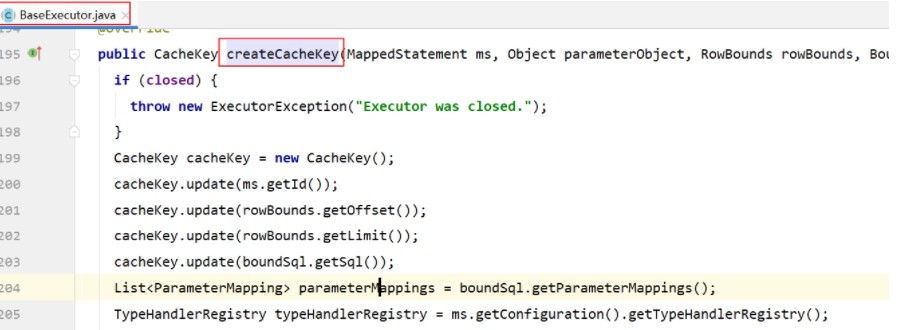 BaseExecutor.java
@Override
195 public CacheKey createCacheKey(MappedStatement ms, Object parameterObject, RowBounds rowBounds, Bou
196 if (closed) {
197 throw new ExecutorException("Executor was closed.");
198 }
199 CacheKey cacheKey = new CacheKey();
200 cacheKey.update(ms.getId());
201 cacheKey.update(rowBounds.getOffset());
202 cacheKey.update(rowBounds.getLimit());
203 cacheKey.update(boundSql.getSql());
204 List<ParameterMapping> parameterMappings = boundSql.getParameterMappings();
205 TypeHandlerRegistry typeHandlerRegistry = ms.getConfiguration().getTypeHandlerRegistry();